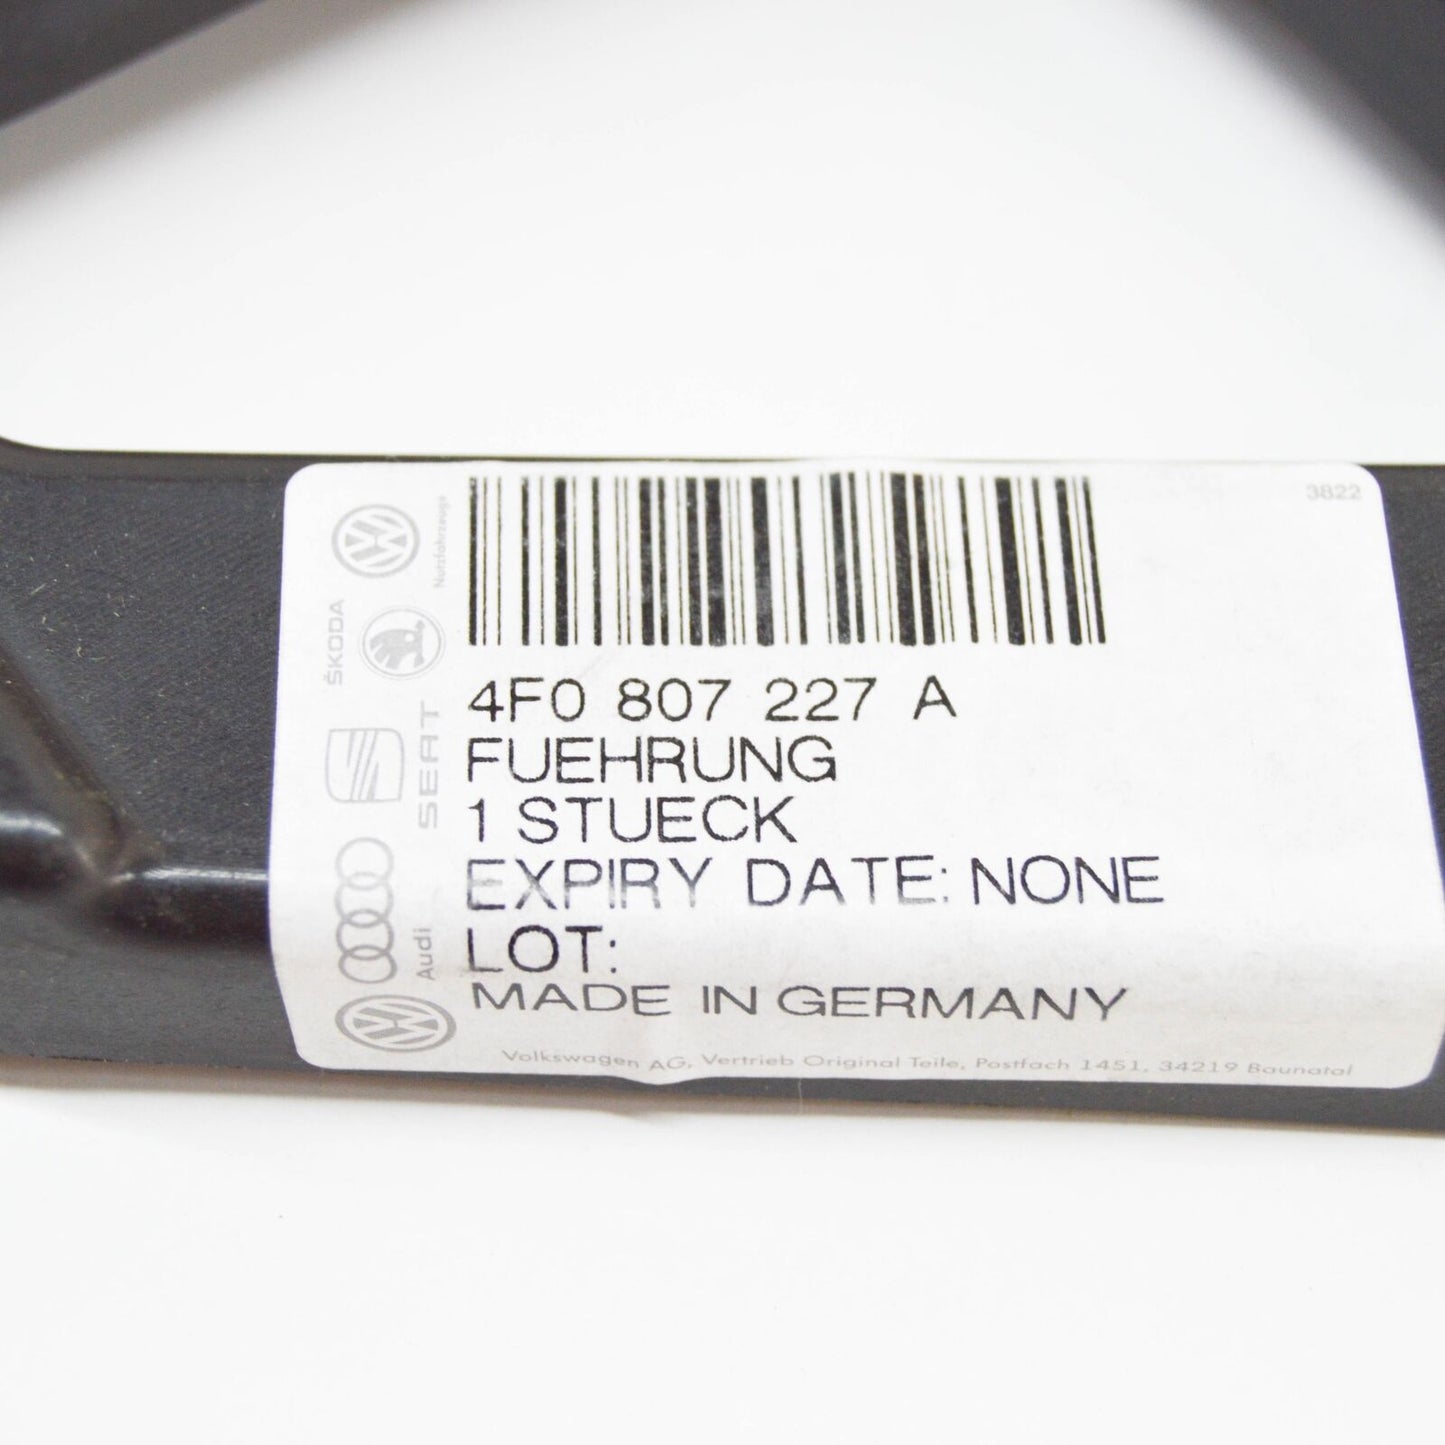 3822
4F0 807 227 A
FUEHRUNG
1 STUECK
EXPIRY DATE: NONE
LOT:
MADE IN GERMANY
Volkswagen AG, Vertrieb Original Teile, Postfach 1451, 34219 Baunatal
Nutzfahrzeuge
ŠKODA
SEAT
Audi